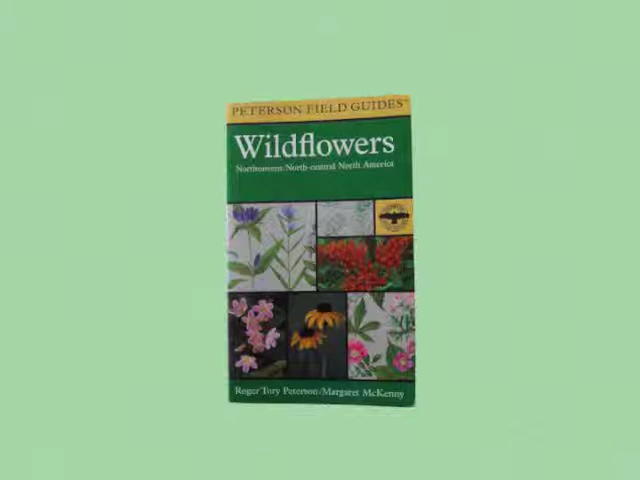 PETERSON FIELD GUIDES
Wildflowers
Northeastern/North-central North America
Roger Tory Peterson/Margaret McKenny